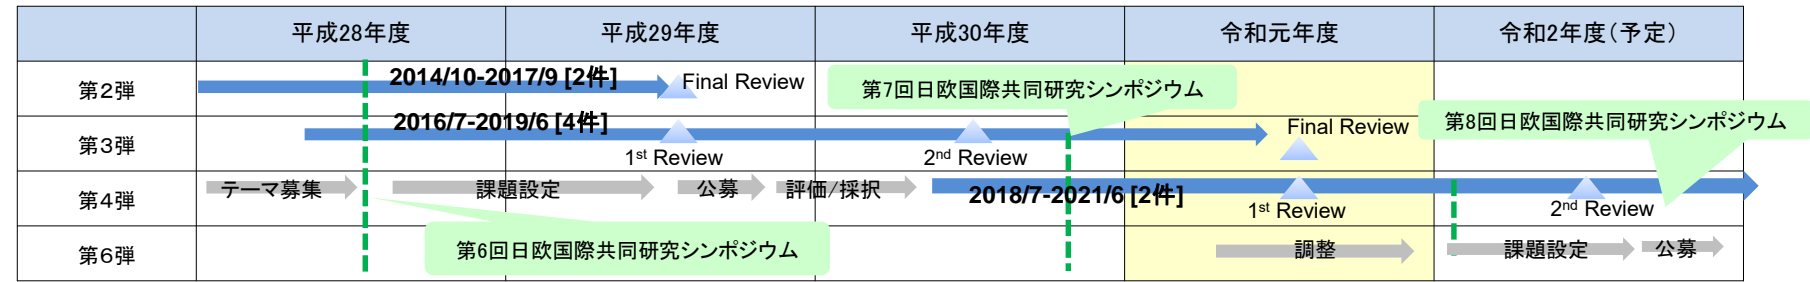 平成28年度 平成29年度 平成30年度 令和元年度 令和2年度(予定)
第2弾 2014/10-2017/9 [2件] Final Review
第7回日欧国際共同研究シンポジウム
第3弾 2016/7-2019/6 [4件] 1st Review 2nd Review Final Review
第8回日欧国際共同研究シンポジウム
第4弾 テーマ募集 課題設定 公募 評価/採択 2018/7-2021/6 [2件] 1st Review 2nd Review
第6回日欧国際共同研究シンポジウム
第6弾 調整 課題設定 公募